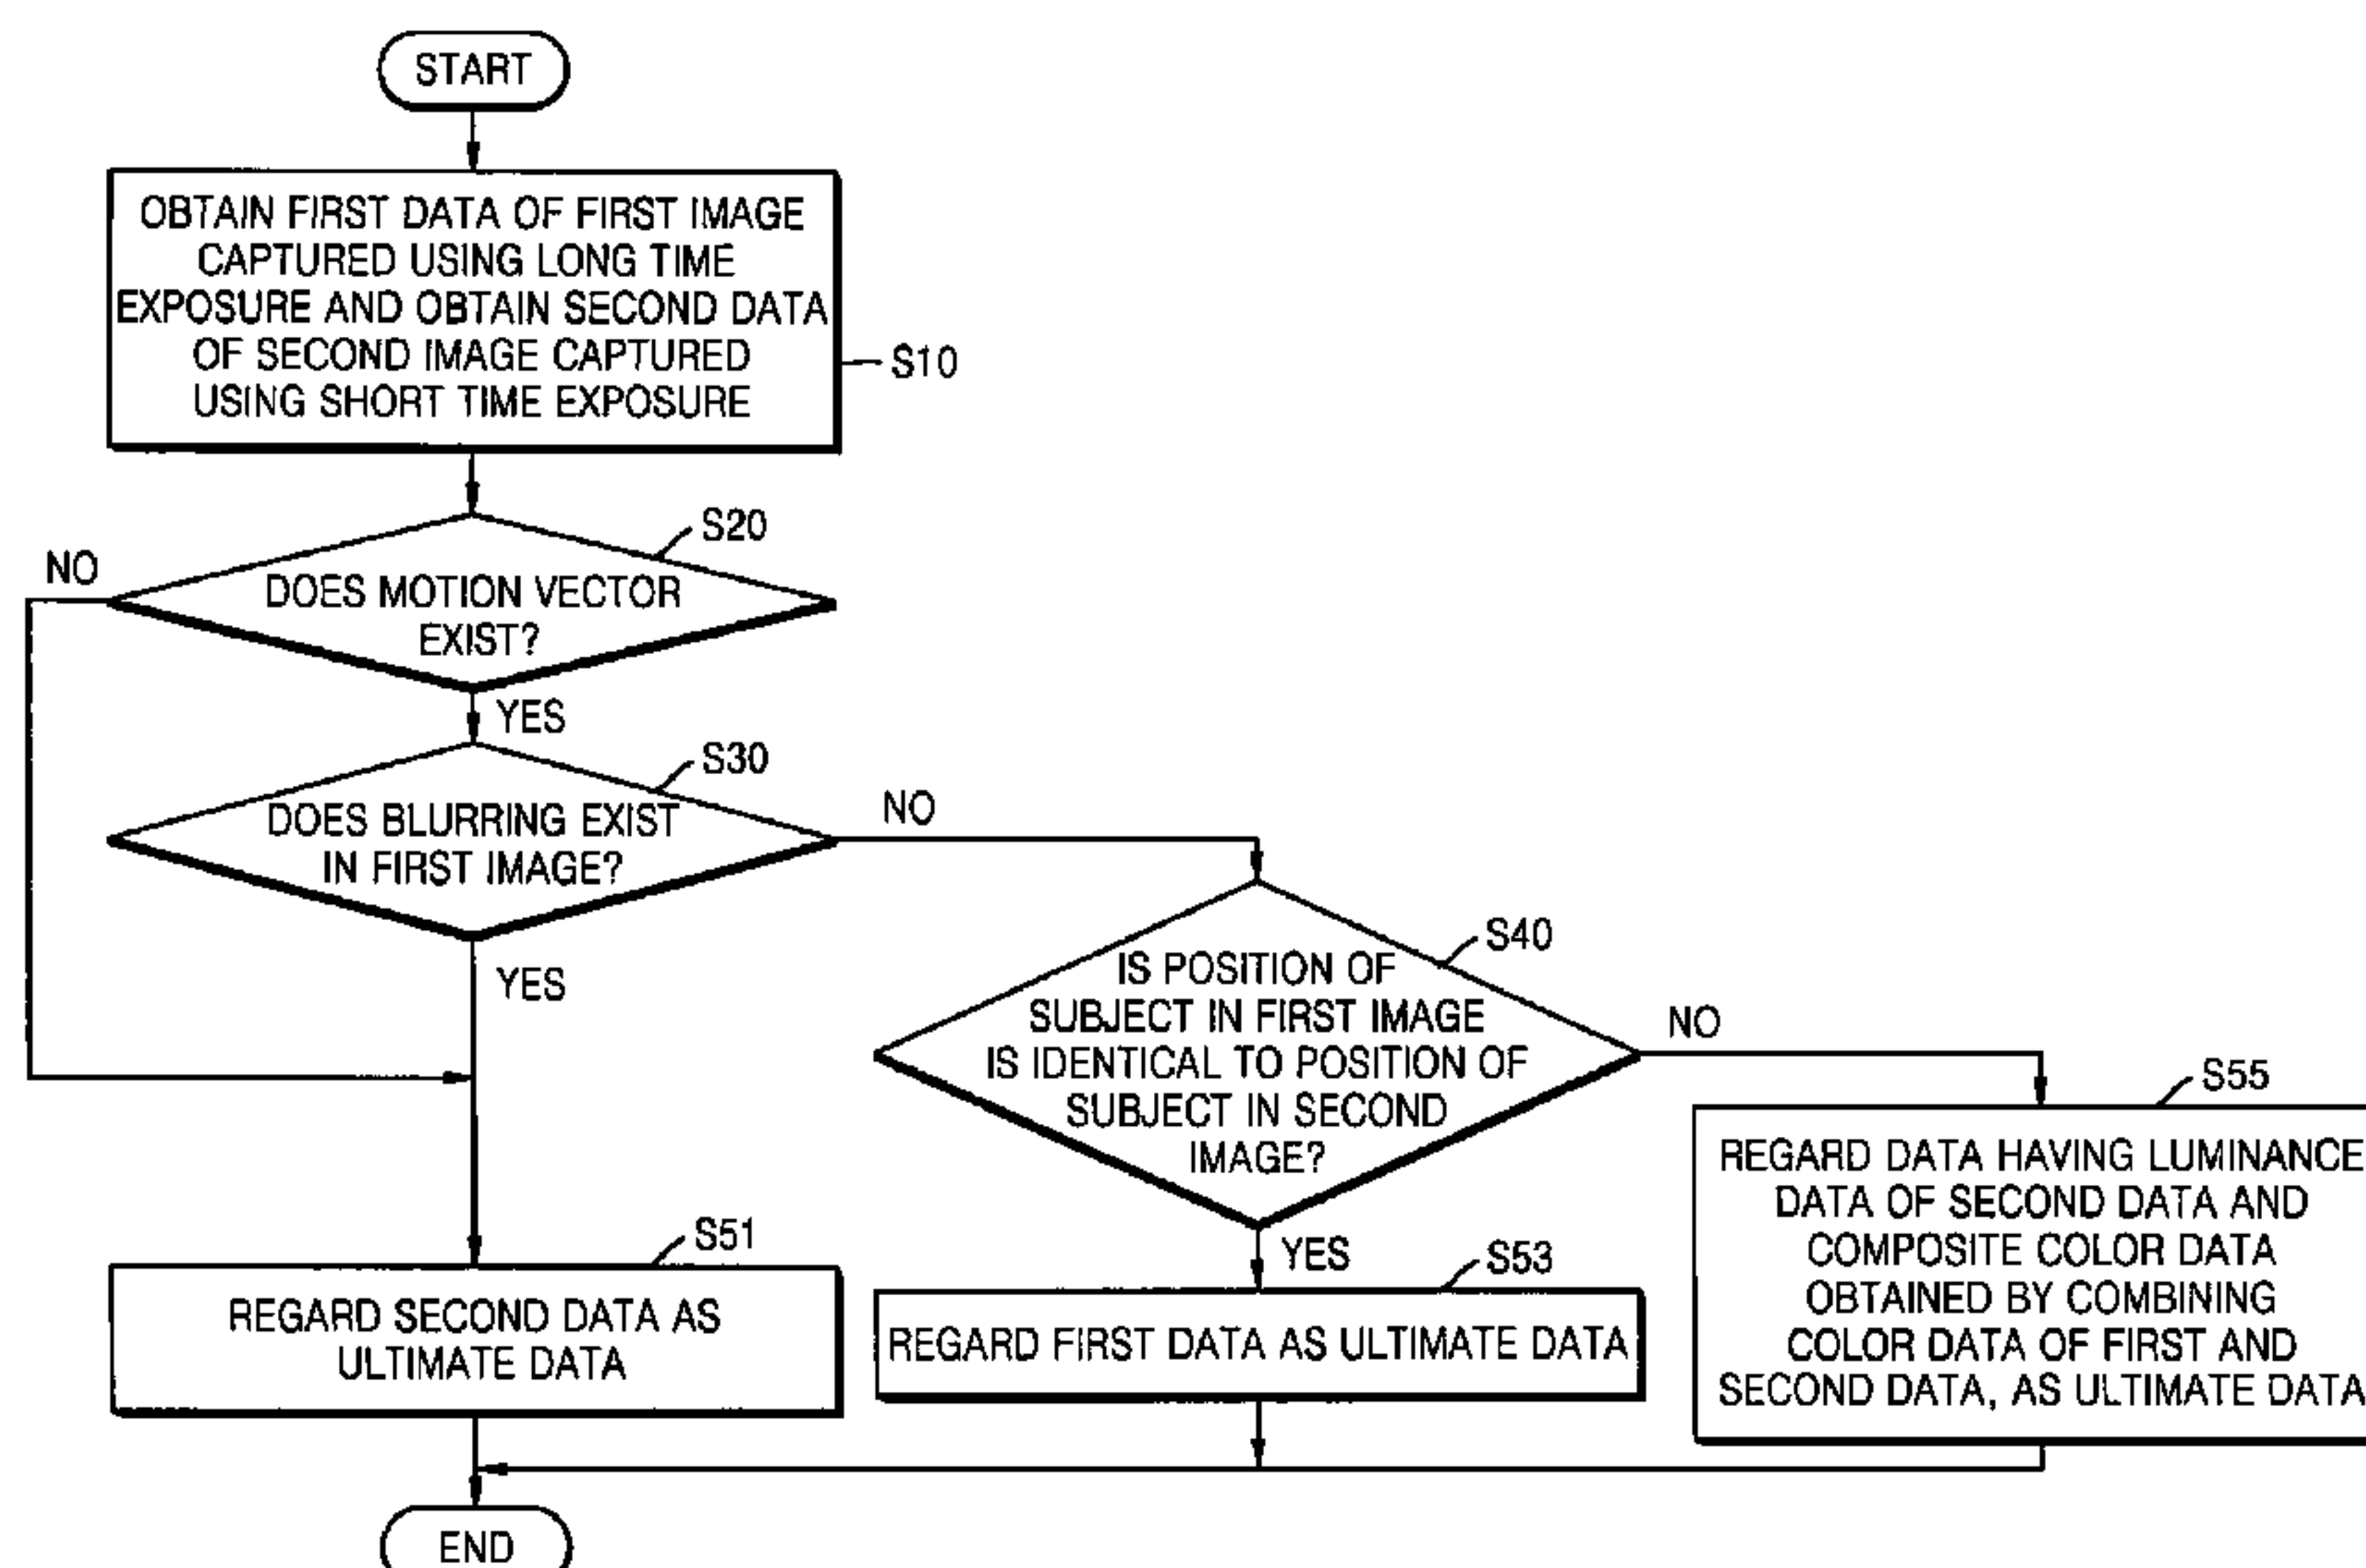 START
OBTAIN FIRST DATA OF FIRST IMAGE
CAPTURED USING LONG TIME
EXPOSURE AND OBTAIN SECOND DATA
OF SECOND IMAGE CAPTURED
USING SHORT TIME EXPOSURE
S10
S20
NO
DOES MOTION VECTOR
EXIST?
YES
S30
DOES BLURRING EXIST
IN FIRST IMAGE?
NO
YES
S40
IS POSITION OF
SUBJECT IN FIRST IMAGE
IS IDENTICAL TO POSITION OF
SUBJECT IN SECOND
IMAGE?
NO
YES
S55
REGARD DATA HAVING LUMINANCE
DATA OF SECOND DATA AND
COMPOSITE COLOR DATA
OBTAINED BY COMBINING
COLOR DATA OF FIRST AND
SECOND DATA, AS ULTIMATE DATA
S51
REGARD SECOND DATA AS
ULTIMATE DATA
S53
REGARD FIRST DATA AS ULTIMATE DATA
END